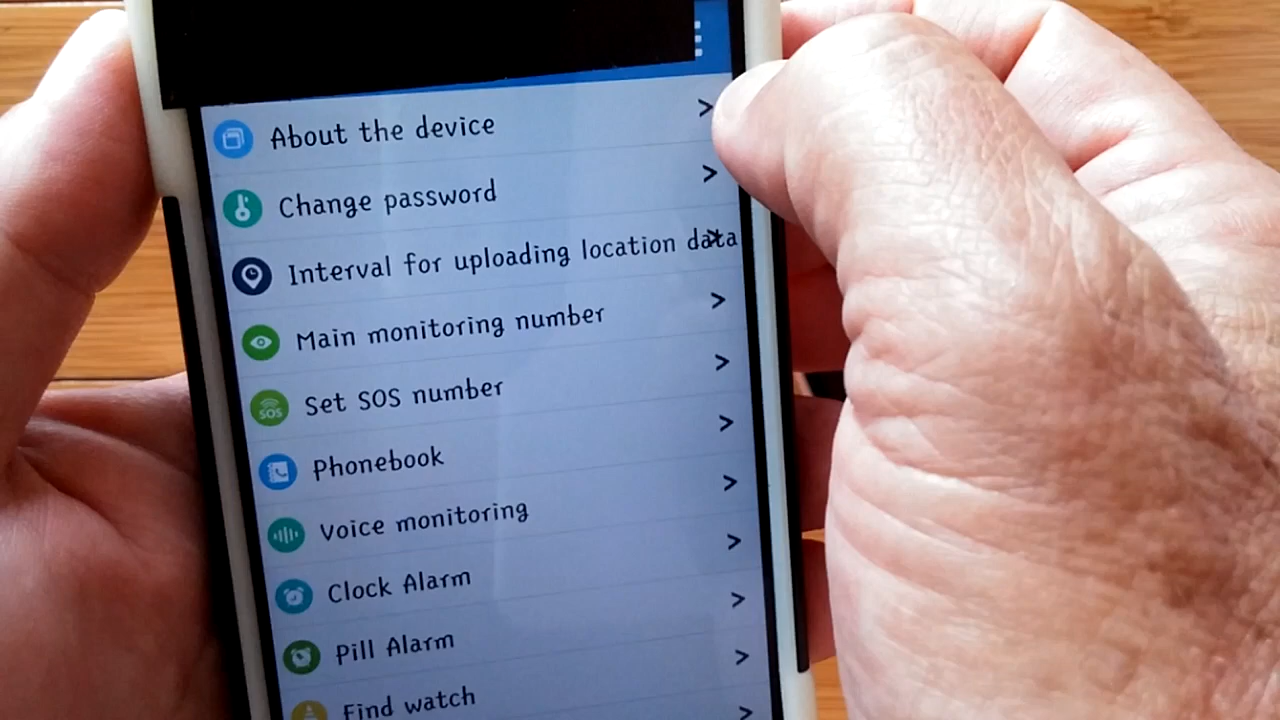 About the device >
Change password >
Interval for uploading location data >
Main monitoring number >
SOS Set SOS number >
Phonebook >
Voice monitoring >
Clock Alarm >
Pill Alarm >
Find watch >
>